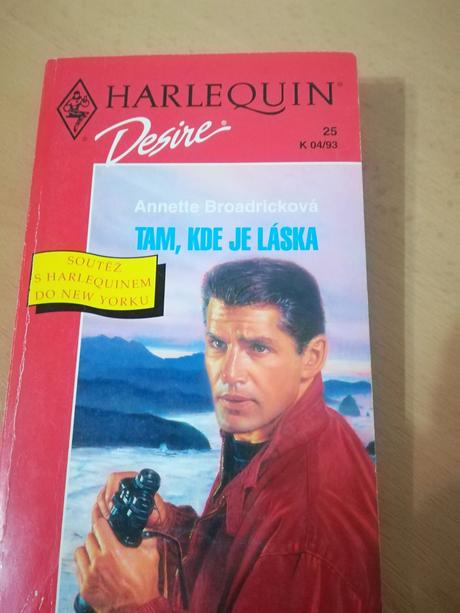 HARLEQUIN®
Desire®
25
K 04/93
Annette Broadricková
TAM, KDE JE LÁSKA
SOUTĚŽ
S HARLEQUINEM
DO NEW YORKU